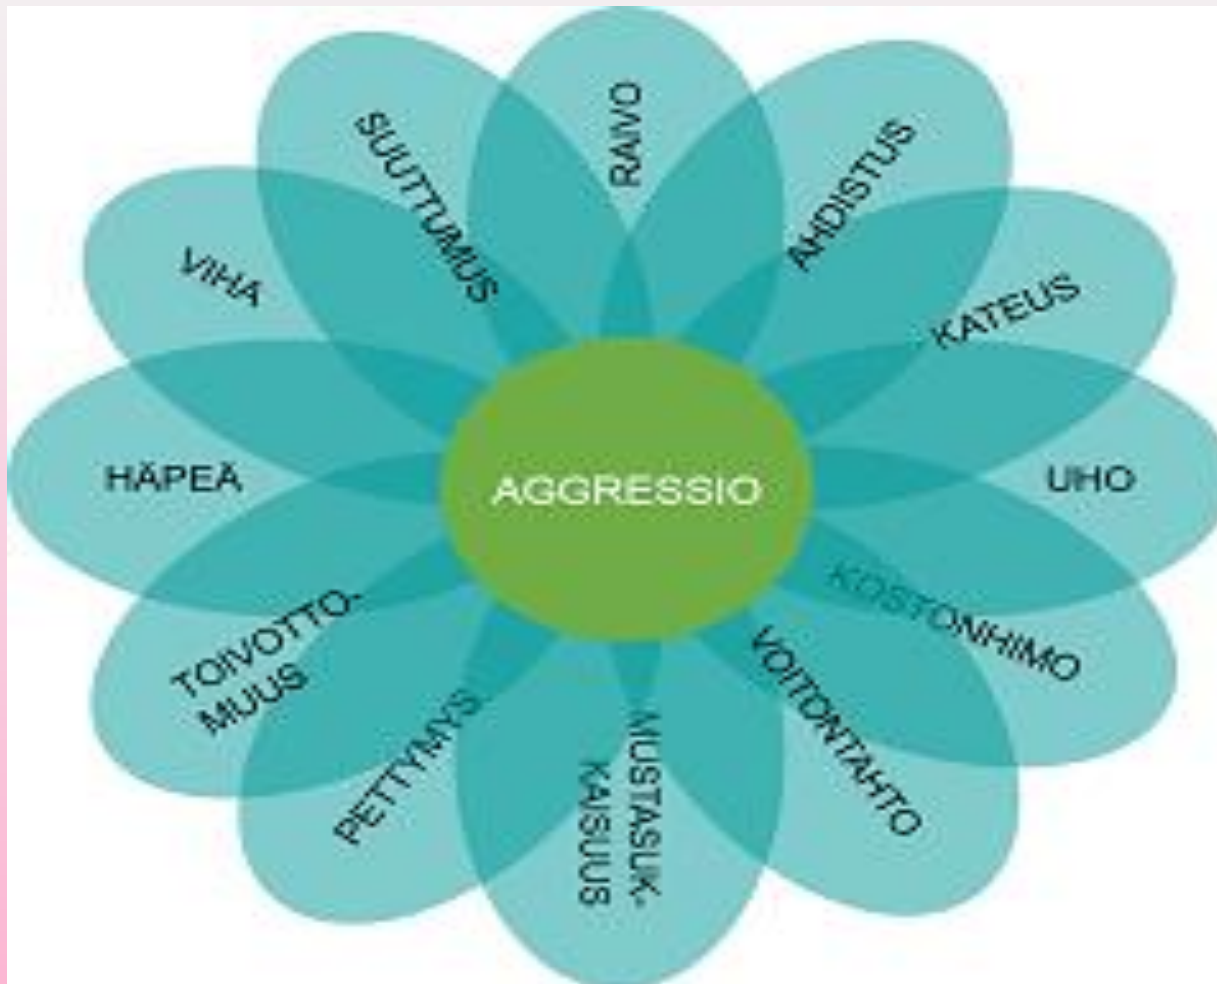 RAIVO
AHDISTUS
KATEUS
UHO
KOSTONHIMO
VOITONTAHTO
MUSTASUK-
KAISUUS
PETTYMYS
TOIVOTTO-
MUUS
HÄPEÄ
VIHA
SUUTTUMUS
AGGRESSIO